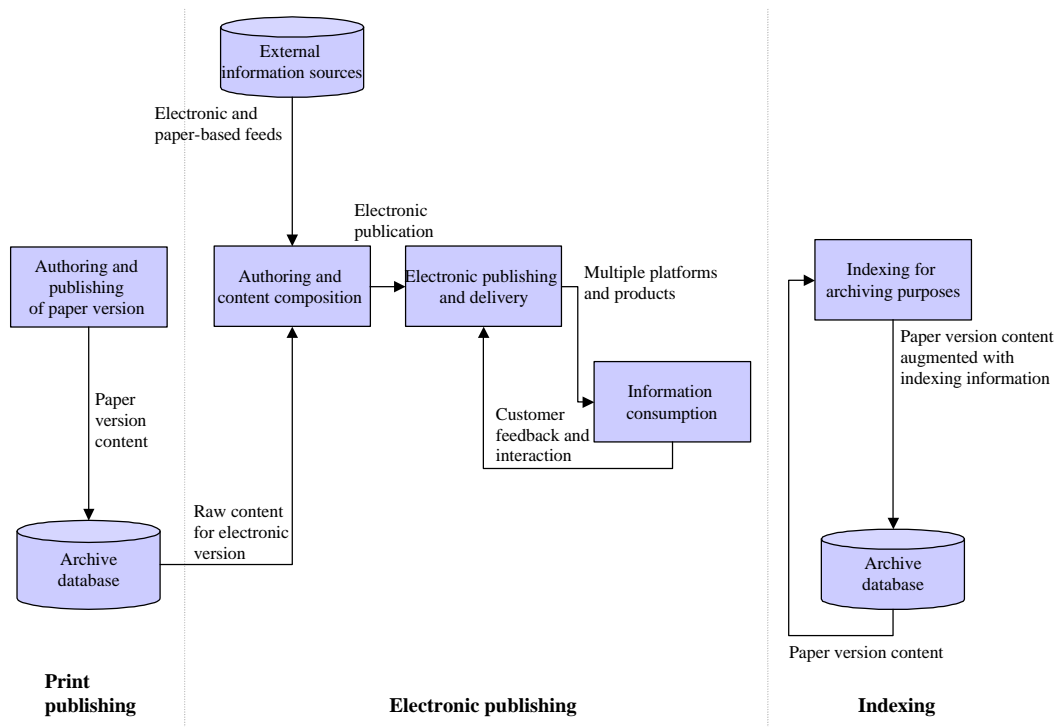 External
information sources
Electronic and
paper-based feeds
Electronic
publication
Authoring and
publishing
of paper version
Authoring and
content composition
Electronic publishing
and delivery
Multiple platforms
and products
Indexing for
archiving purposes
Paper version content
augmented with
indexing information
Information
consumption
Paper
version
content
Customer
feedback and
interaction
Raw content
for electronic
version
Archive
database
Archive
database
Paper version content
Print
publishing
Electronic publishing
Indexing